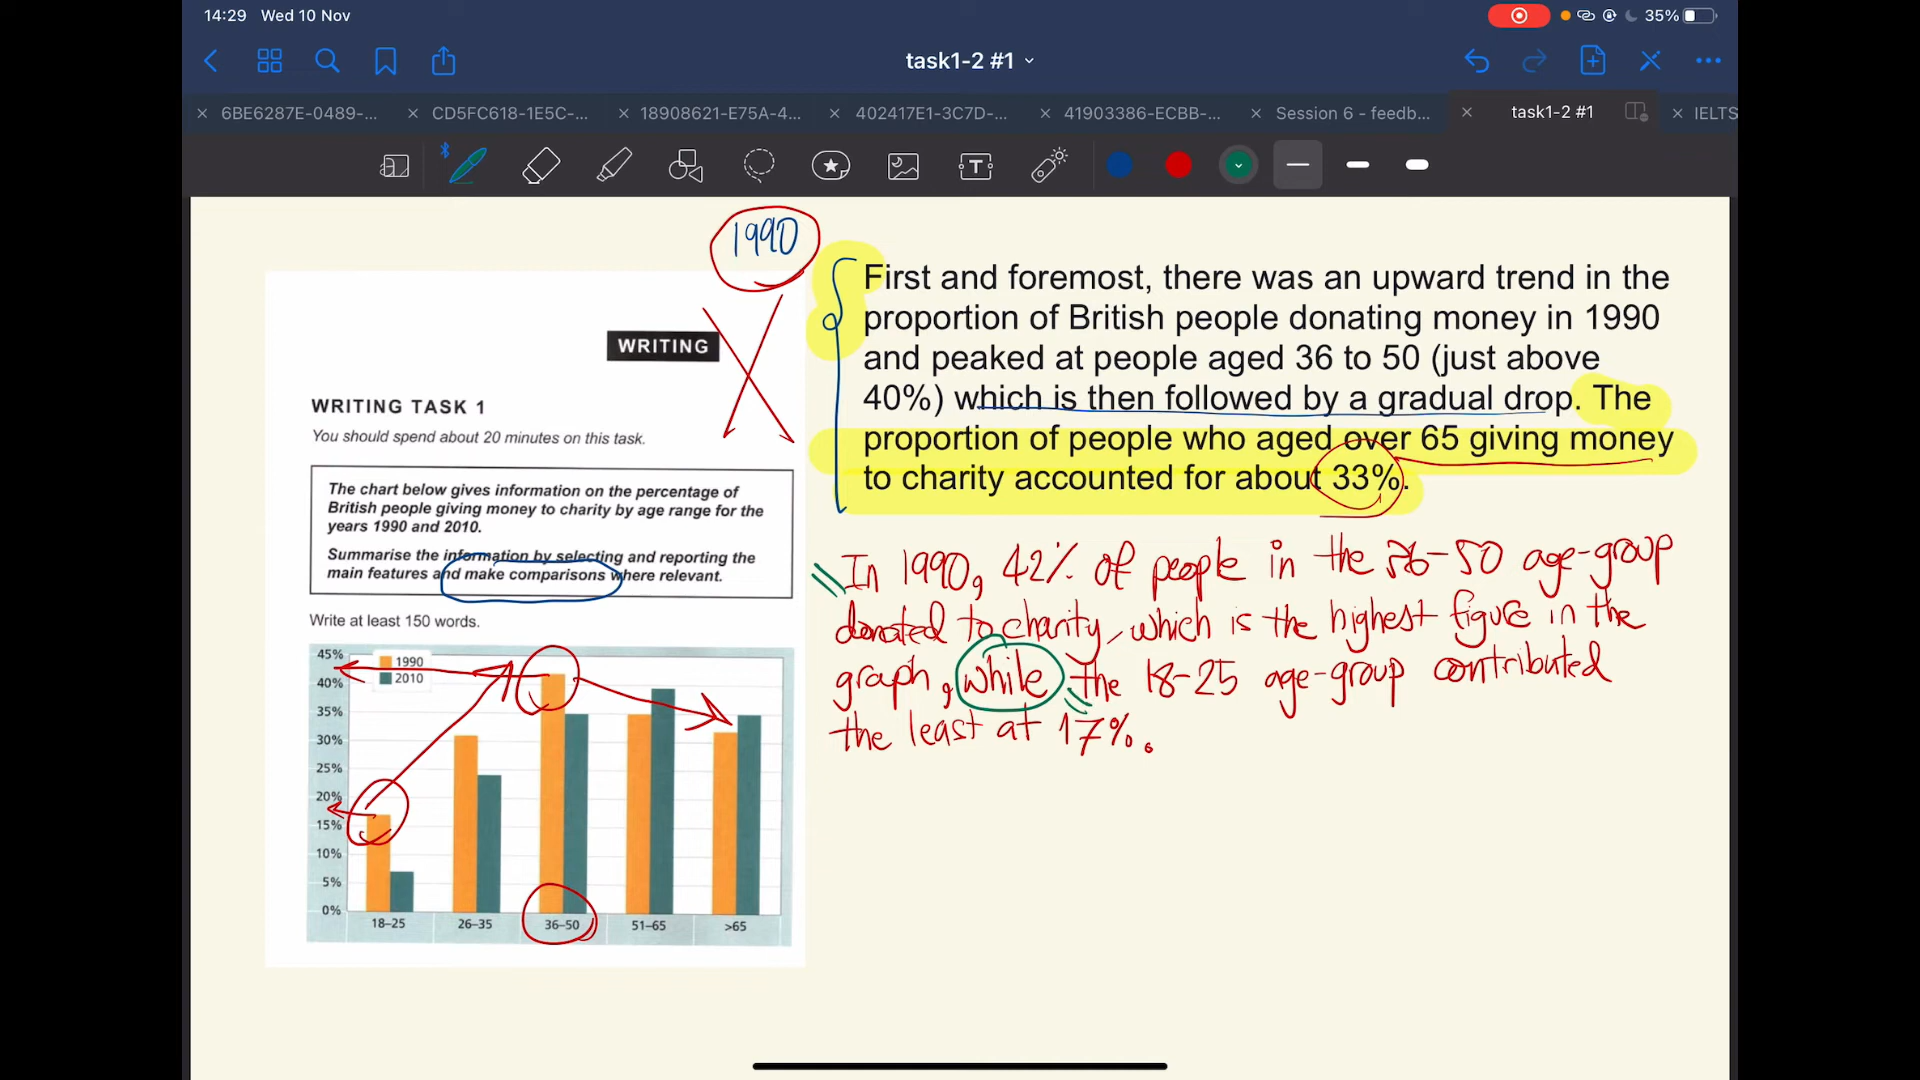 14:29 Wed 10 Nov
35%
task1-2 #1
6BE6287E-0489-...
CD5FC618-1E5C-...
18908621-E75A-4...
402417E1-3C7D-...
41903386-ECBB-...
Session 6 - feedb...
task1-2 #1
IELTS
1990
WRITING
WRITING TASK 1
You should spend about 20 minutes on this task.
The chart below gives information on the percentage of
British people giving money to charity by age range for the
years 1990 and 2010.
Summarise the information by selecting and reporting the
main features and make comparisons where relevant.
Write at least 150 words.
45%
40%
35%
30%
25%
20%
15%
10%
5%
0%
1990
2010
18–25
26–35
36–50
51–65
>65
First and foremost, there was an upward trend in the
proportion of British people donating money in 1990
and peaked at people aged 36 to 50 (just above
40%) which is then followed by a gradual drop. The
proportion of people who aged over 65 giving money
to charity accounted for about 33%.
In 1990, 42% of people in the 36-50 age-group
donated to charity, which is the highest figure in the
graph, while the 18-25 age-group contributed
the least at 17%.